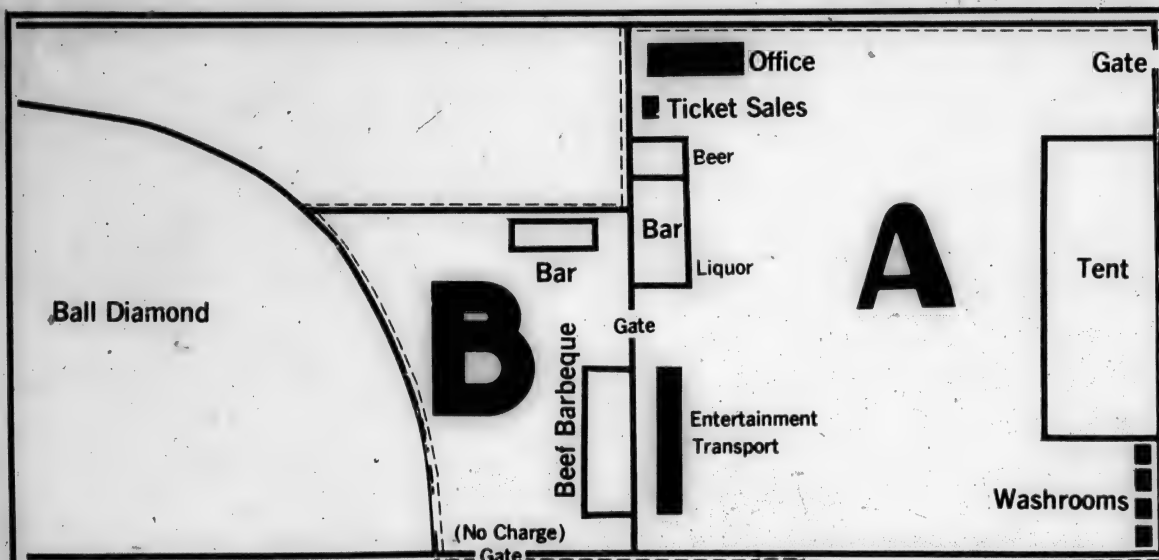 Office
Gate
Ticket Sales
Beer
Bar
Liquor
A
Tent
Bar
B
Ball Diamond
Gate
Beef Barbeque
Entertainment
Transport
Washrooms
(No Charge)
Gate